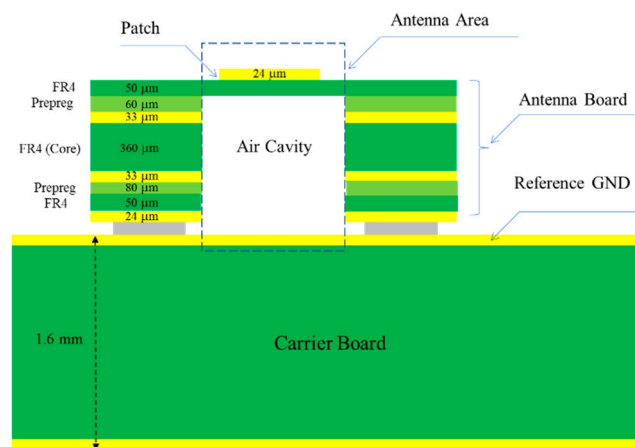 Patch
Antenna Area
24 μm
FR4
50 μm
Prepreg
60 μm
33 μm
Antenna Board
FR4 (Core)
360 μm
Air Cavity
33 μm
Prepreg
80 μm
Reference GND
FR4
50 μm
24 μm
1.6 mm
Carrier Board